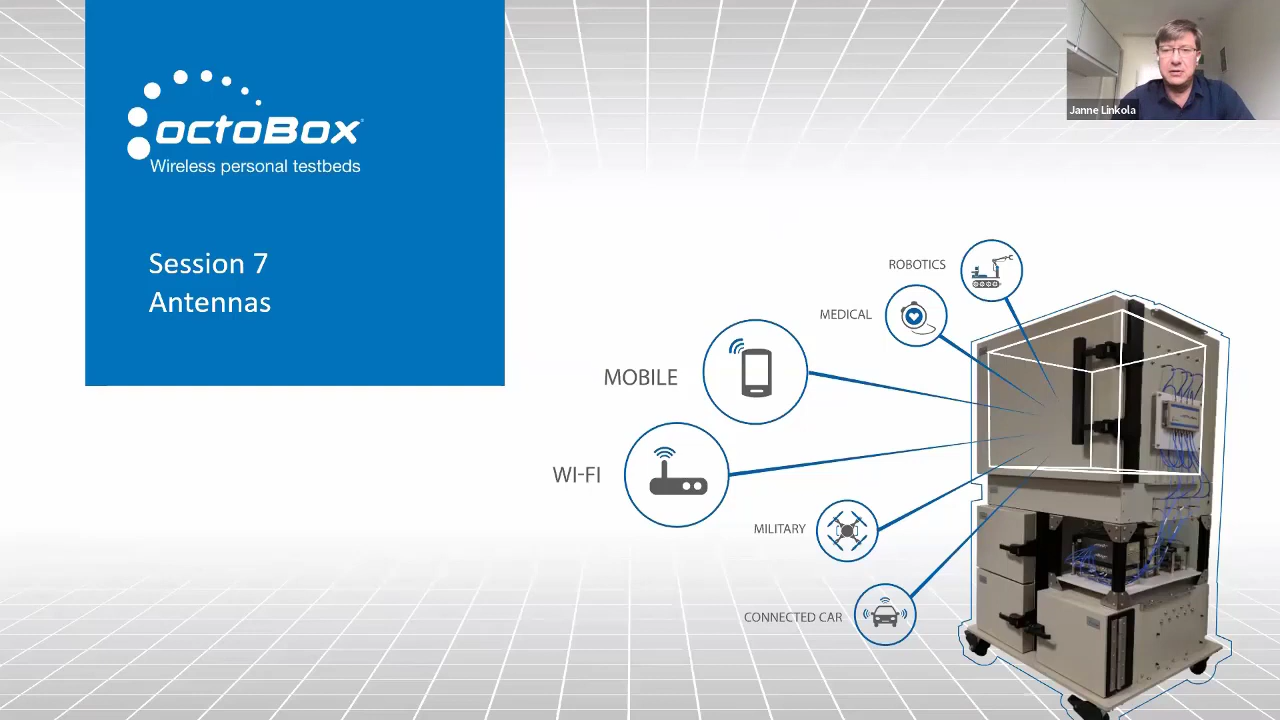 octoBox
Wireless personal testbeds
Session 7
Antennas
Janne Linkola
ROBOTICS
MEDICAL
MOBILE
WI-FI
MILITARY
CONNECTED CAR